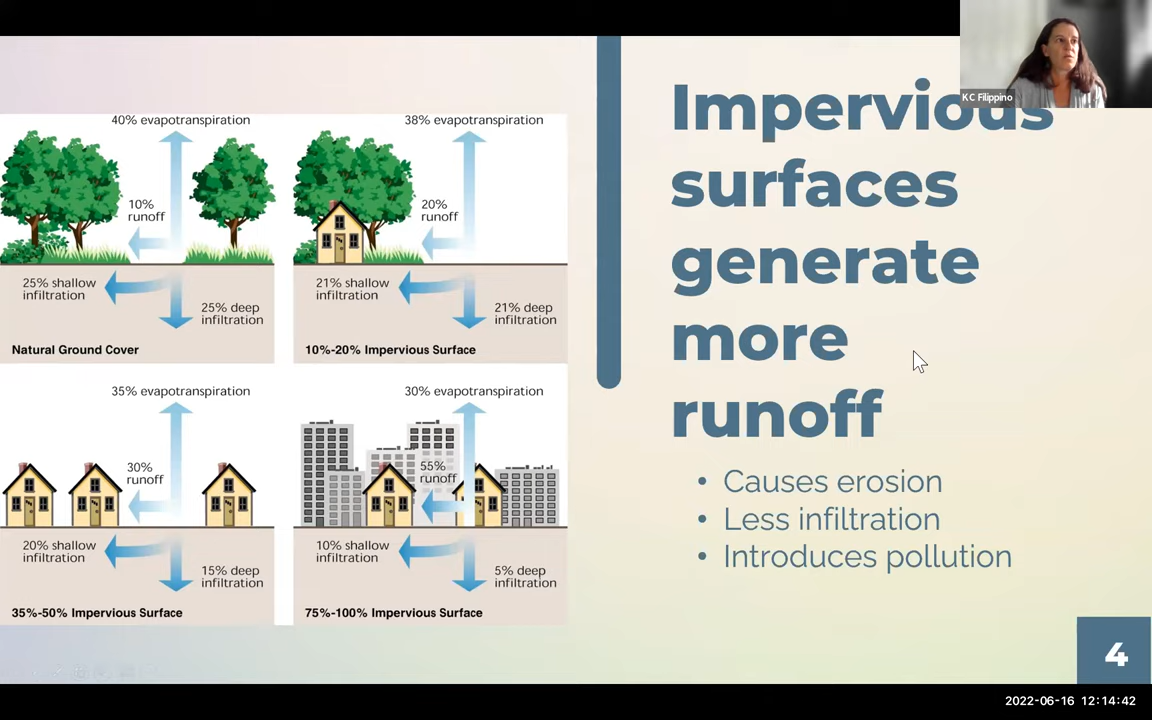 40% evapotranspiration
10%
runoff
25% shallow
infiltration
25% deep
infiltration
Natural Ground Cover
38% evapotranspiration
20%
runoff
21% shallow
infiltration
21% deep
infiltration
10%-20% Impervious Surface
35% evapotranspiration
30%
runoff
20% shallow
infiltration
15% deep
infiltration
35%-50% Impervious Surface
30% evapotranspiration
55%
runoff
10% shallow
infiltration
5% deep
infiltration
75%-100% Impervious Surface
KC Filippino
Impervious
surfaces
generate
more
runoff
• Causes erosion
• Less infiltration
• Introduces pollution
4
2022-06-16 12:14:42